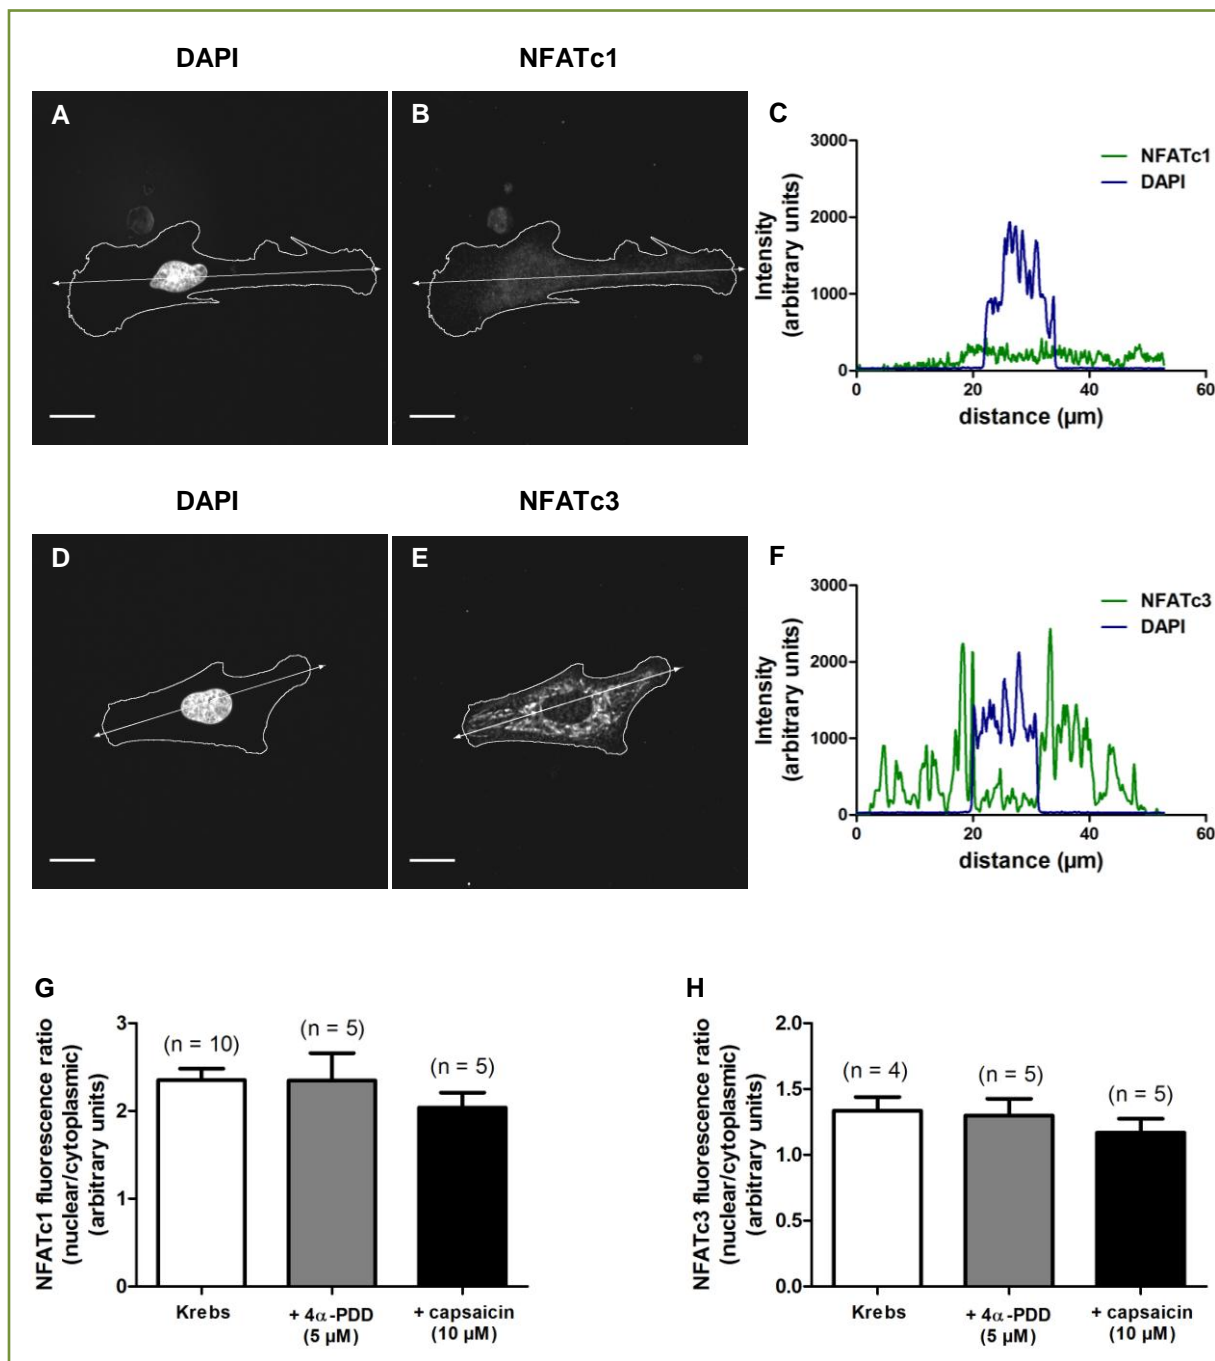 DAPI
NFATc1
A
B
C
3000
2000
1000
0
Intensity
(arbitrary units)
NFATc1
DAPI
0
20
40
60
distance (µm)
DAPI
NFATc3
D
E
F
3000
2000
1000
0
Intensity
(arbitrary units)
NFATc3
DAPI
0
20
40
60
distance (µm)
G
NFATc1 fluorescence ratio
(nuclear/cytoplasmic)
(arbitrary units)
3
2
1
0
(n = 10)
(n = 5)
(n = 5)
Krebs
+ 4α-PDD
(5 µM)
+ capsaicin
(10 µM)
H
NFATc3 fluorescence ratio
(nuclear/cytoplasmic)
(arbitrary units)
2.0
1.5
1.0
0.5
0.0
(n = 4)
(n = 5)
(n = 5)
Krebs
+ 4α-PDD
(5 µM)
+ capsaicin
(10 µM)